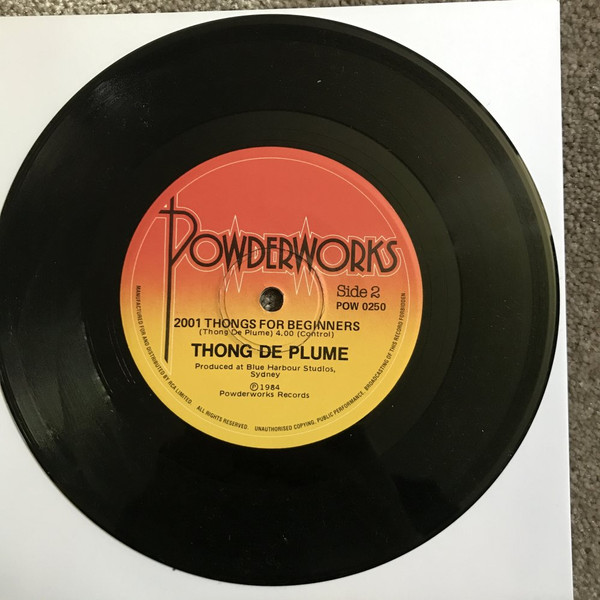 POWDERWORKS
Side 2
POW 0250
2001 THONGS FOR BEGINNERS
(Thong De Plume) 4.00 (Control)
THONG DE PLUME
Produced at Blue Harbour Studios,
Sydney
Ⓟ1984
Powderworks Records
MANUFACTURED FOR AND DISTRIBUTED BY RCA LIMITED. ALL RIGHTS RESERVED. UNAUTHORISED COPYING, PUBLIC PERFORMANCE, BROADCASTING OF THIS RECORD FORBIDDEN